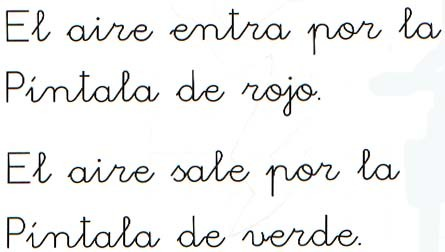 El aire entra por la
Píntala de rojo.
El aire sale por la
Píntala de verde.